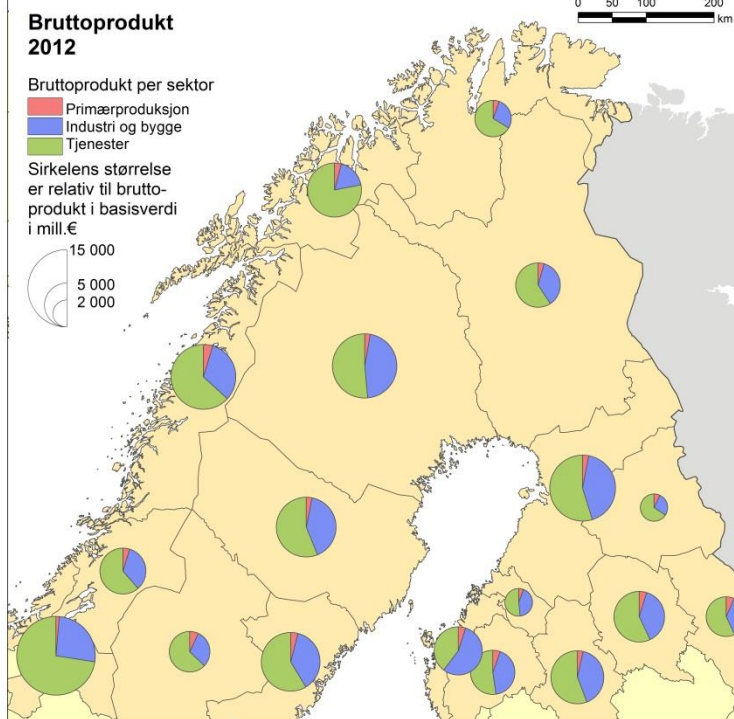 Bruttoprodukt
2012
Bruttoprodukt per sektor
Primærproduksjon
Industri og bygge
Tjenester
Sirkelens størrelse
er relativ til brutto-
produkt i basisverdi
i mill.€
15 000
5 000
2 000
0 50 100 200
km